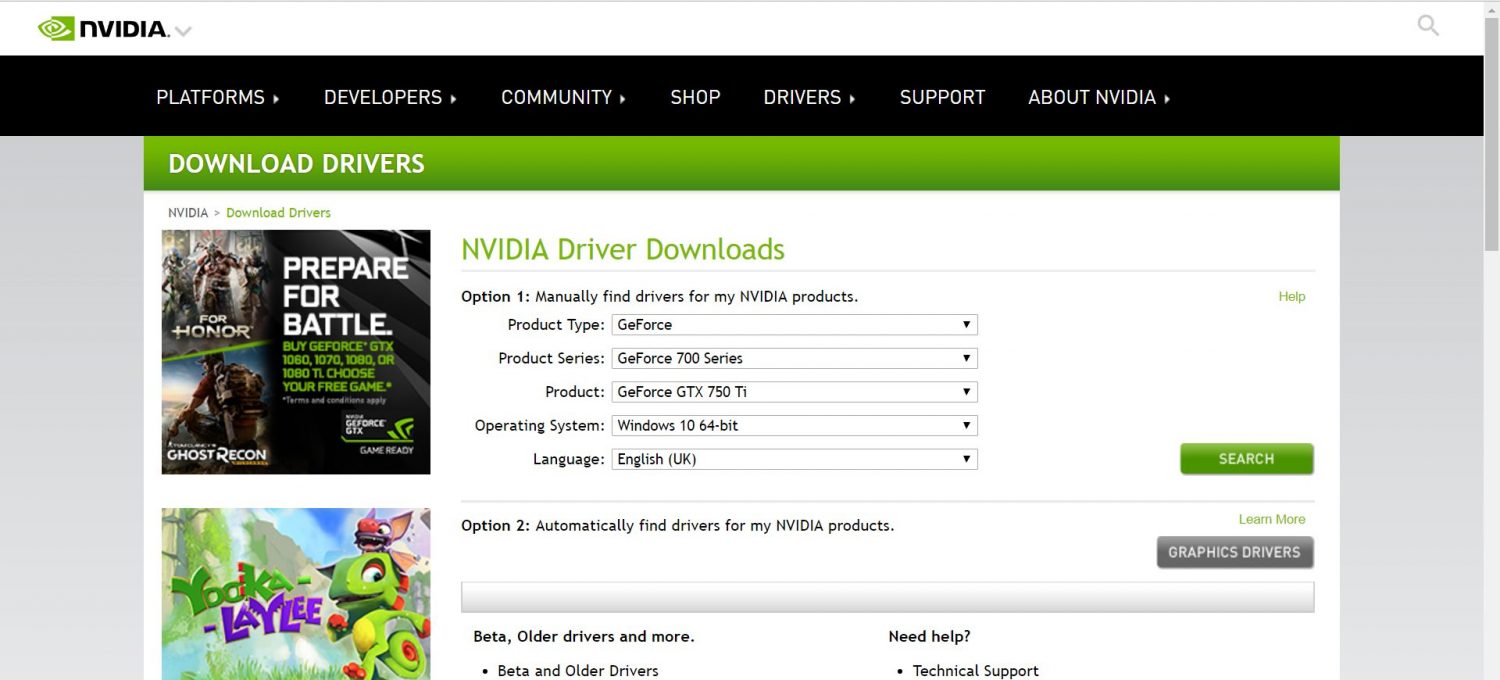 NVIDIA.
PLATFORMS
DEVELOPERS
COMMUNITY
SHOP
DRIVERS
SUPPORT
ABOUT NVIDIA
DOWNLOAD DRIVERS
NVIDIA > Download Drivers
FOR
HONOR
PREPARE
FOR
BATTLE.
BUY GEFORCE® GTX
1060, 1070, 1080, OR
1080 TI. CHOOSE
YOUR FREE GAME.*
*Terms and conditions apply
NVIDIA
GEFORCE
GTX
GAME READY
TOM CLANCY'S
GHOST RECON
WILDLANDS
YOOKA-
-LAYLEE
NVIDIA Driver Downloads
Option 1: Manually find drivers for my NVIDIA products.
Help
Product Type: GeForce
Product Series: GeForce 700 Series
Product: GeForce GTX 750 Ti
Operating System: Windows 10 64-bit
Language: English (UK)
SEARCH
Option 2: Automatically find drivers for my NVIDIA products.
Learn More
GRAPHICS DRIVERS
Beta, Older drivers and more.
• Beta and Older Drivers
Need help?
• Technical Support